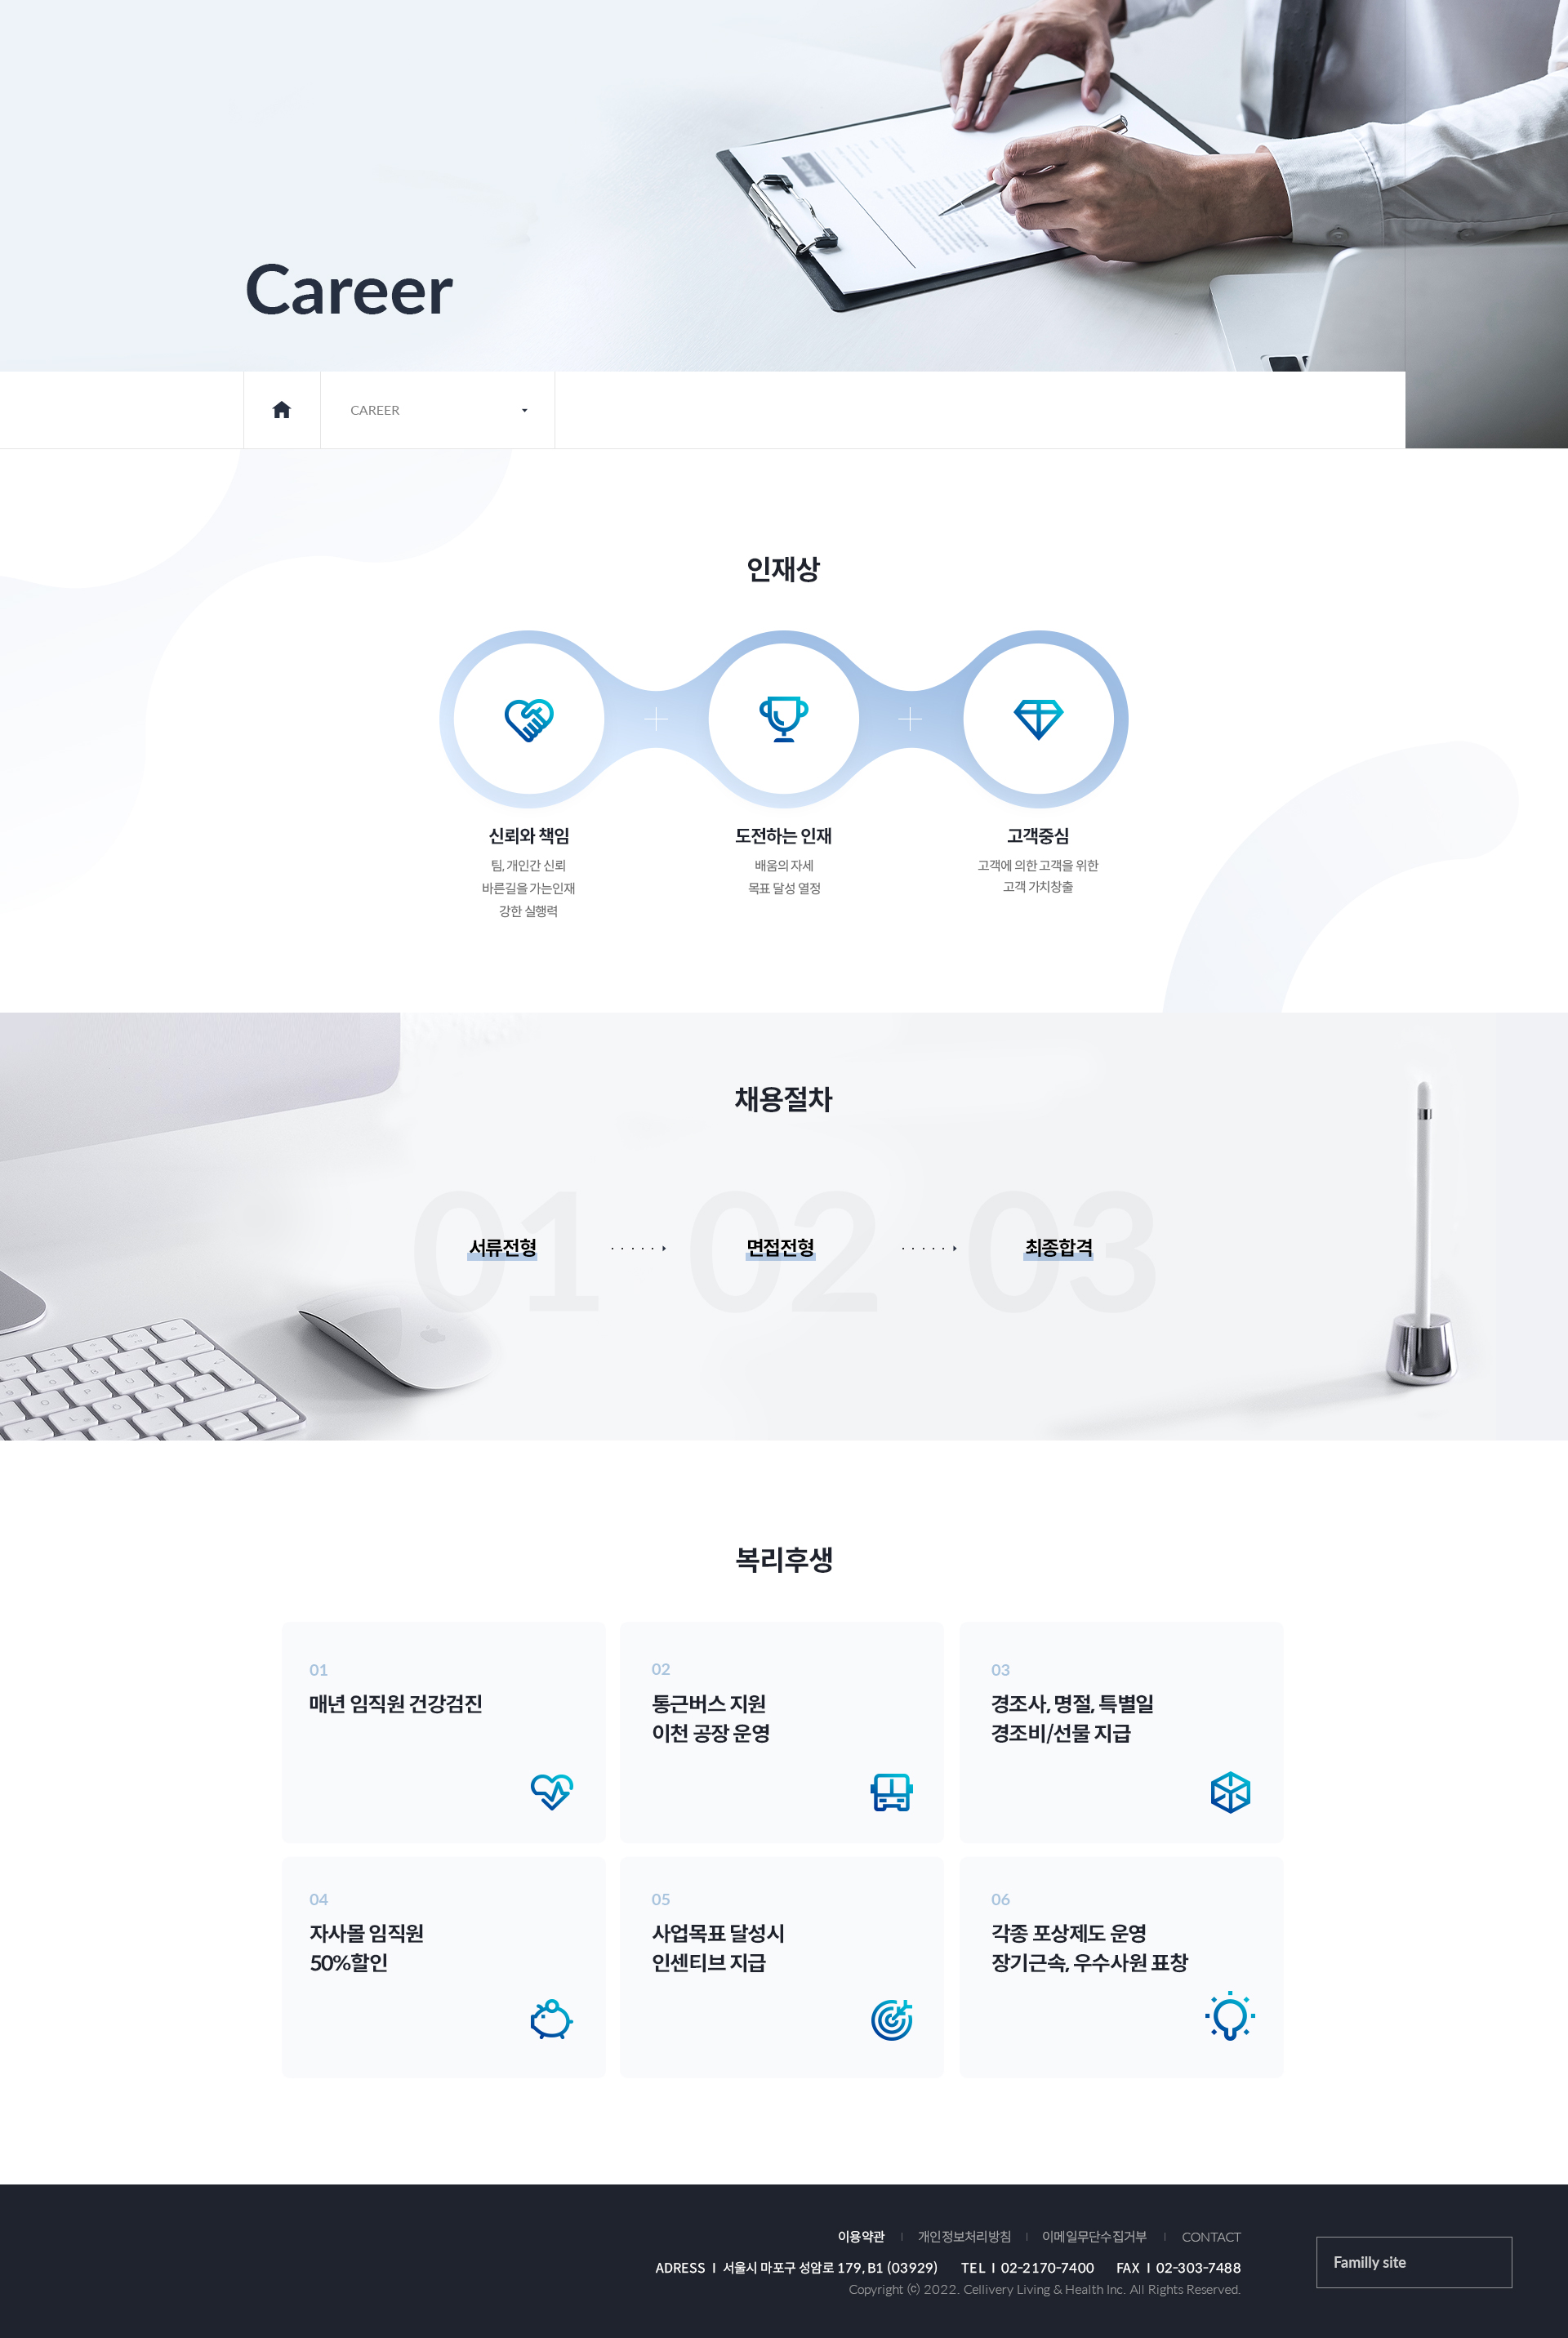 Career
CAREER
인재상
신뢰와 책임
팀, 개인간 신뢰
바른길을 가는인재
강한 실행력
도전하는 인재
배움의 자세
목표 달성 열정
고객중심
고객에 의한 고객을 위한
고객 가치창출
채용절차
01 02 03
서류전형 면접전형 최종합격
복리후생
01
매년 임직원 건강검진
02
통근버스 지원
이천 공장 운영
03
경조사, 명절, 특별일
경조비/선물 지급
04
자사몰 임직원
50%할인
05
사업목표 달성시
인센티브 지급
06
각종 포상제도 운영
장기근속, 우수사원 표창
이용약관 | 개인정보처리방침 | 이메일무단수집거부 | CONTACT
ADRESS I 서울시 마포구 성암로 179, B1 (03929) TEL I 02-2170-7400 FAX I 02-303-7488
Copyright (c) 2022. Cellivery Living & Health Inc. All Rights Reserved.
Familly site